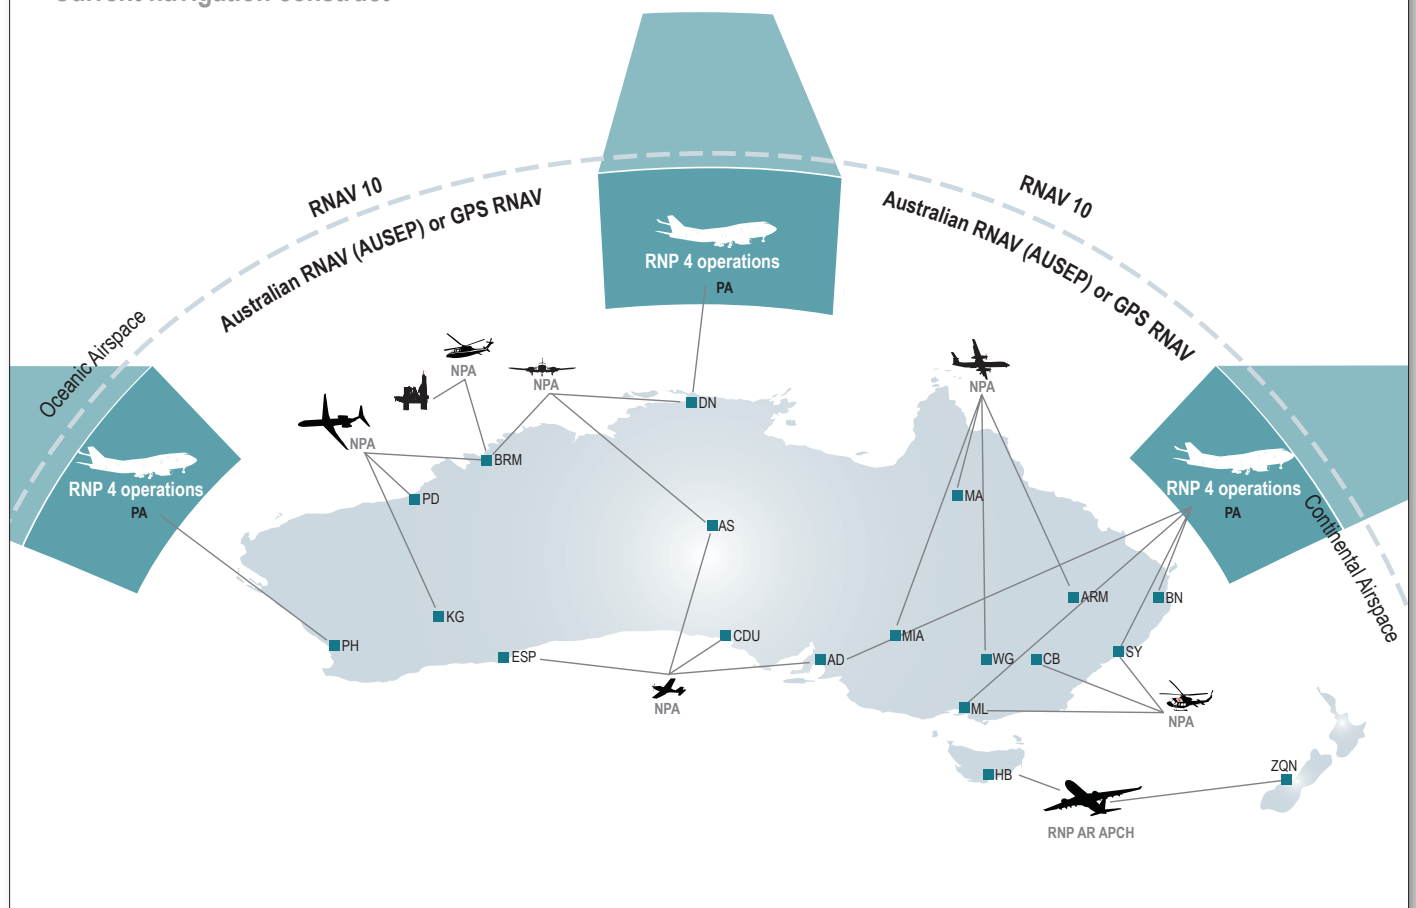 Current navigation construct
RNAV 10
Australian RNAV (AUSEP) or GPS RNAV
RNAV 10
Australian RNAV (AUSEP) or GPS RNAV
RNP 4 operations
PA
Oceanic Airspace
NPA
NPA
NPA
NPA
DN
BRM
RNP 4 operations
PA
RNP 4 operations
PA
Continental Airspace
PD
MA
AS
ARM
BN
KG
PH
ESP
CDU
AD
MIA
WG
CB
SY
NPA
ML
NPA
ZQN
HB
RNP AR APCH